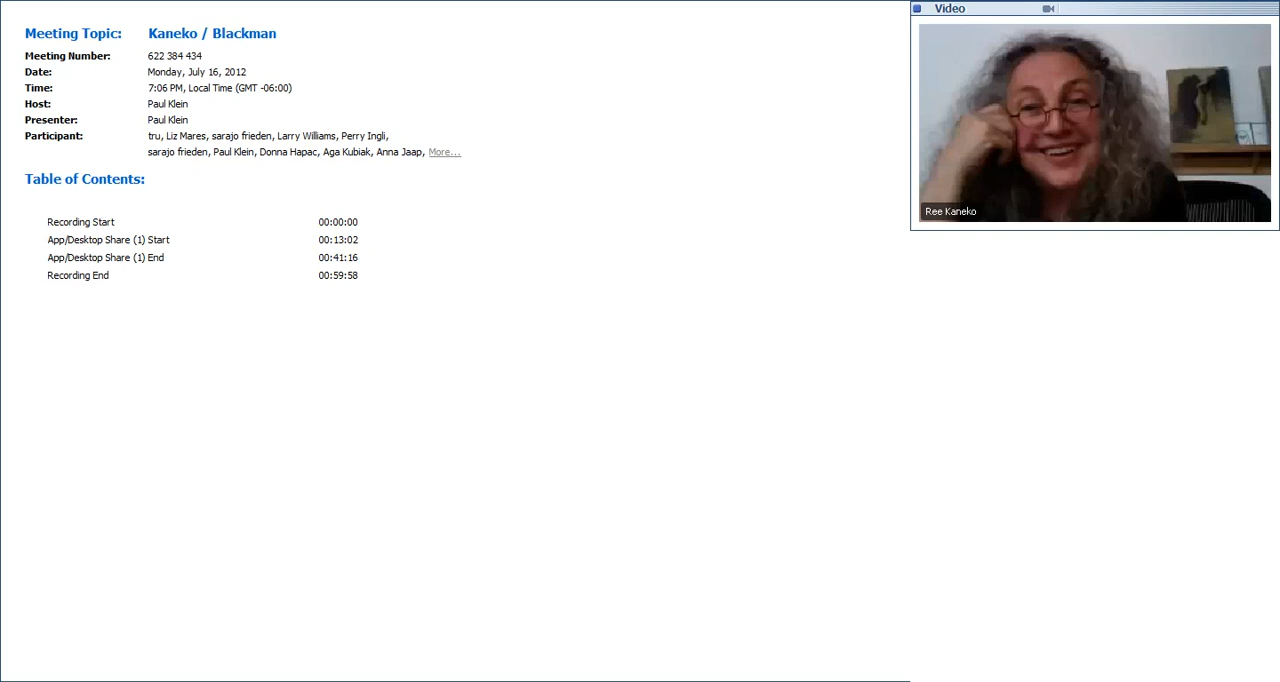 Meeting Topic: Kaneko / Blackman
Meeting Number: 622 384 434
Date: Monday, July 16, 2012
Time: 7:06 PM, Local Time (GMT -06:00)
Host: Paul Klein
Presenter: Paul Klein
Participant: tru, Liz Mares, sarajo frieden, Larry Williams, Perry Ingli,
sarajo frieden, Paul Klein, Donna Hapac, Aga Kubiak, Anna Jaap, More...
Table of Contents:
Recording Start 00:00:00
App/Desktop Share (1) Start 00:13:02
App/Desktop Share (1) End 00:41:16
Recording End 00:59:58
Video
Ree Kaneko